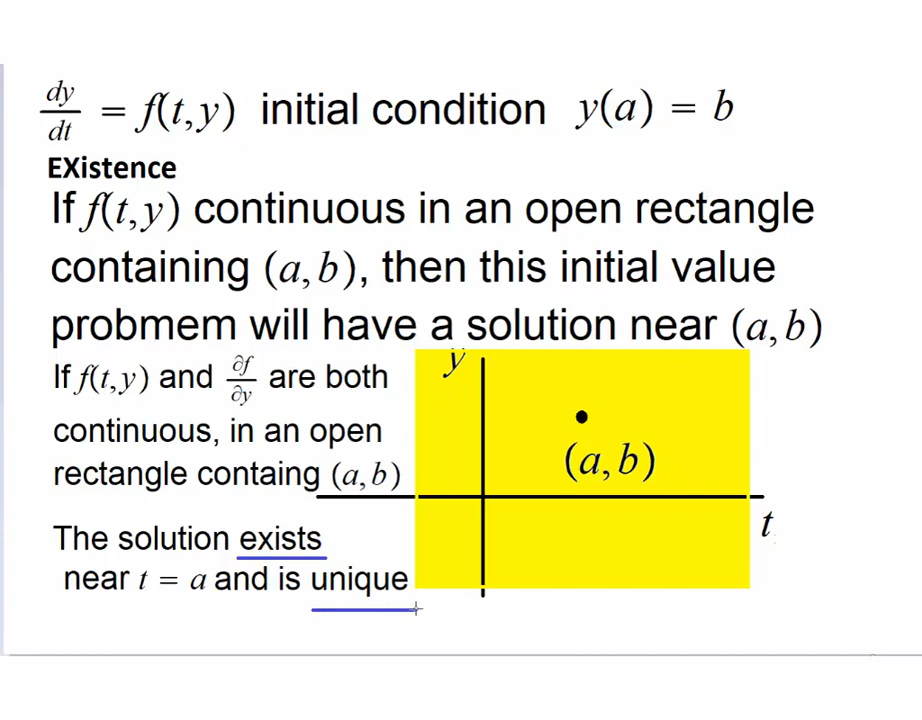 dy/dt = f(t,y) initial condition y(a) = b
EXistence
If f(t,y) continuous in an open rectangle
containing (a,b), then this initial value
probmem will have a solution near (a,b)
If f(t,y) and ∂f/∂y are both
continuous, in an open
rectangle containg (a,b)
The solution exists
near t = a and is unique
y
(a,b)
t